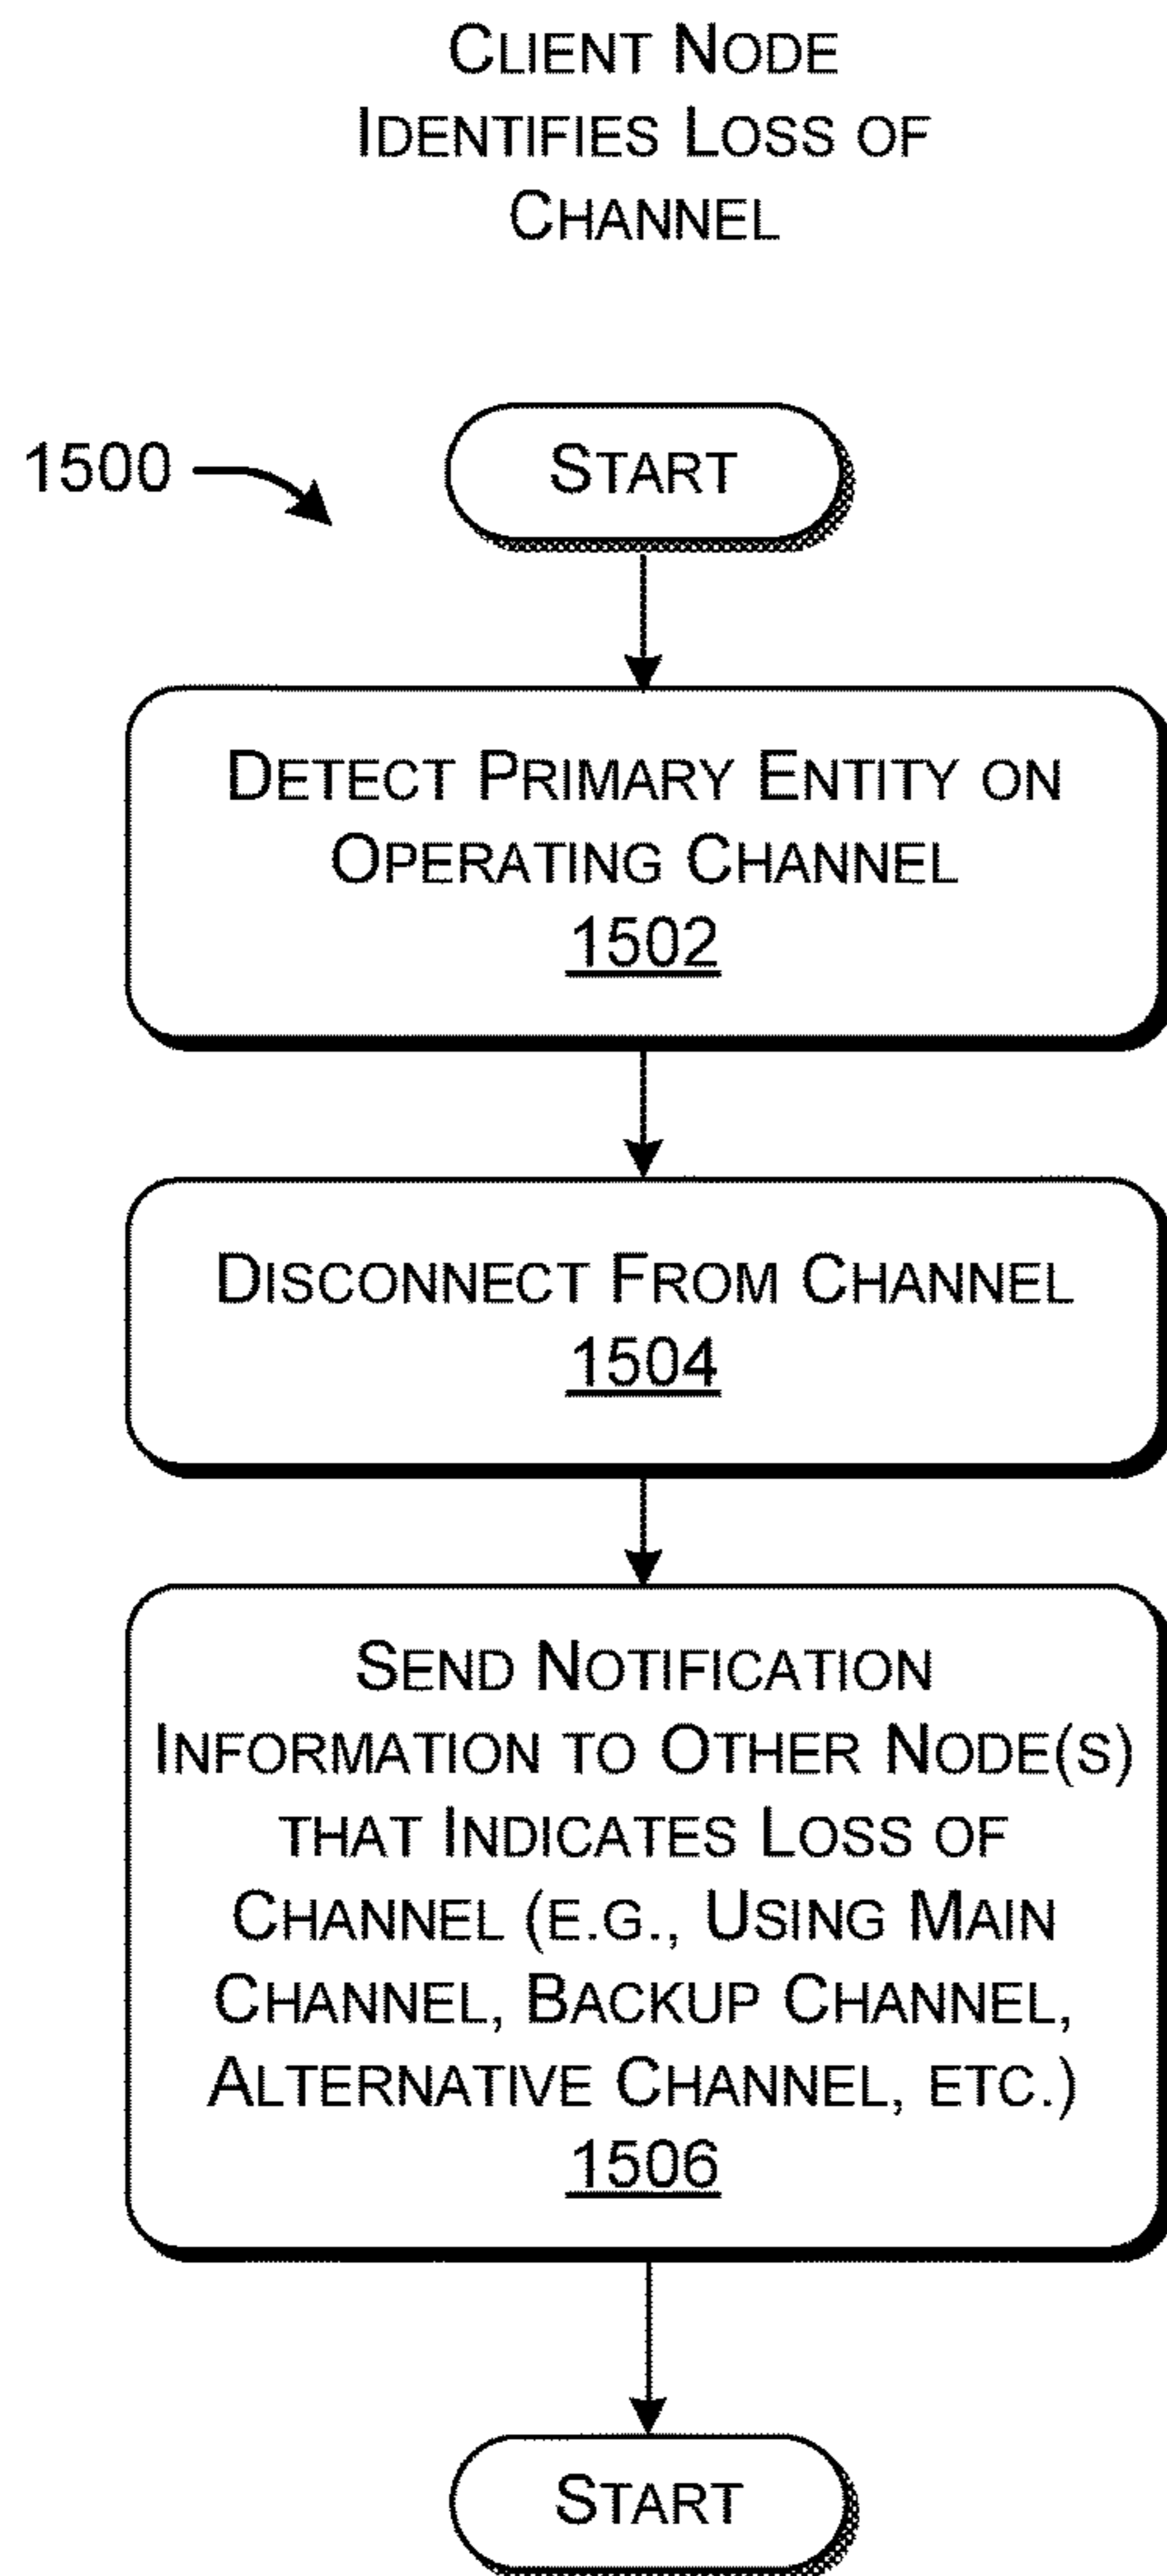 CLIENT NODE
IDENTIFIES LOSS OF
CHANNEL
1500
START
DETECT PRIMARY ENTITY ON
OPERATING CHANNEL
1502
DISCONNECT FROM CHANNEL
1504
SEND NOTIFICATION
INFORMATION TO OTHER NODE(S)
THAT INDICATES LOSS OF
CHANNEL (E.G., USING MAIN
CHANNEL, BACKUP CHANNEL,
ALTERNATIVE CHANNEL, ETC.)
1506
START